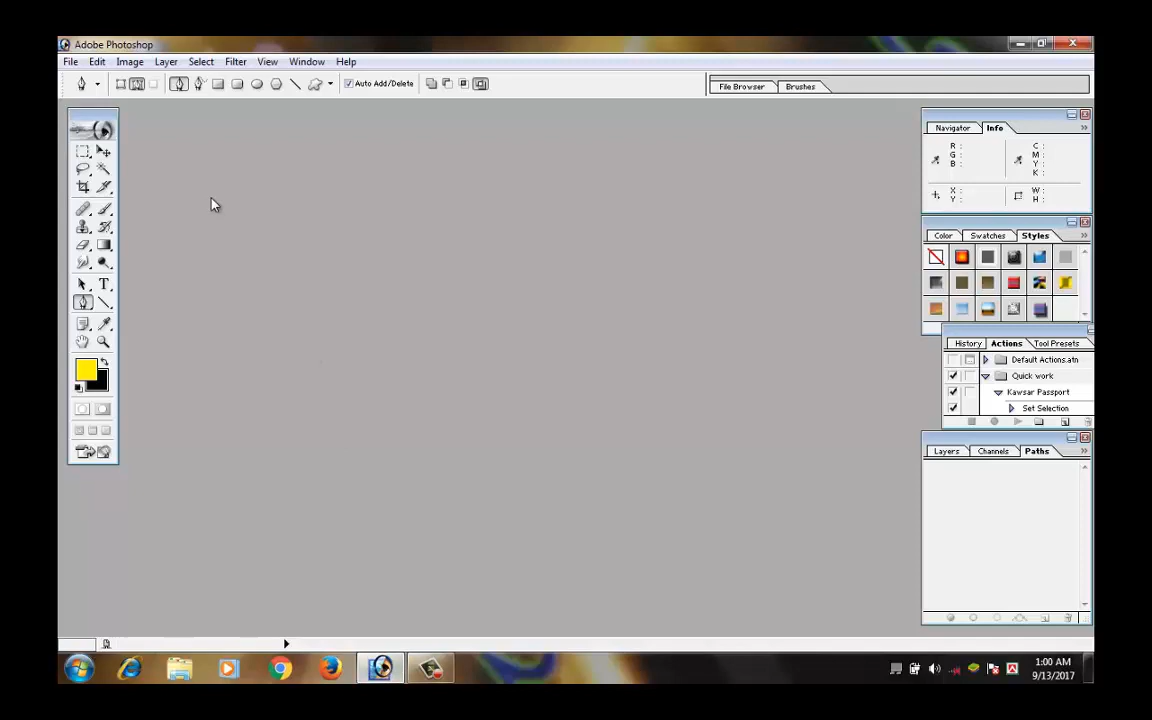 Adobe Photoshop
File Edit Image Layer Select Filter View Window Help
Auto Add/Delete
File Browser Brushes
Navigator Info
R : C :
G : M :
B : Y :
K :
X : W :
Y : H :
Color Swatches Styles
T
History Actions Tool Presets
Default Actions.atn
Quick work
Kawsar Passport
Set Selection
Layers Channels Paths
1:00 AM
9/13/2017